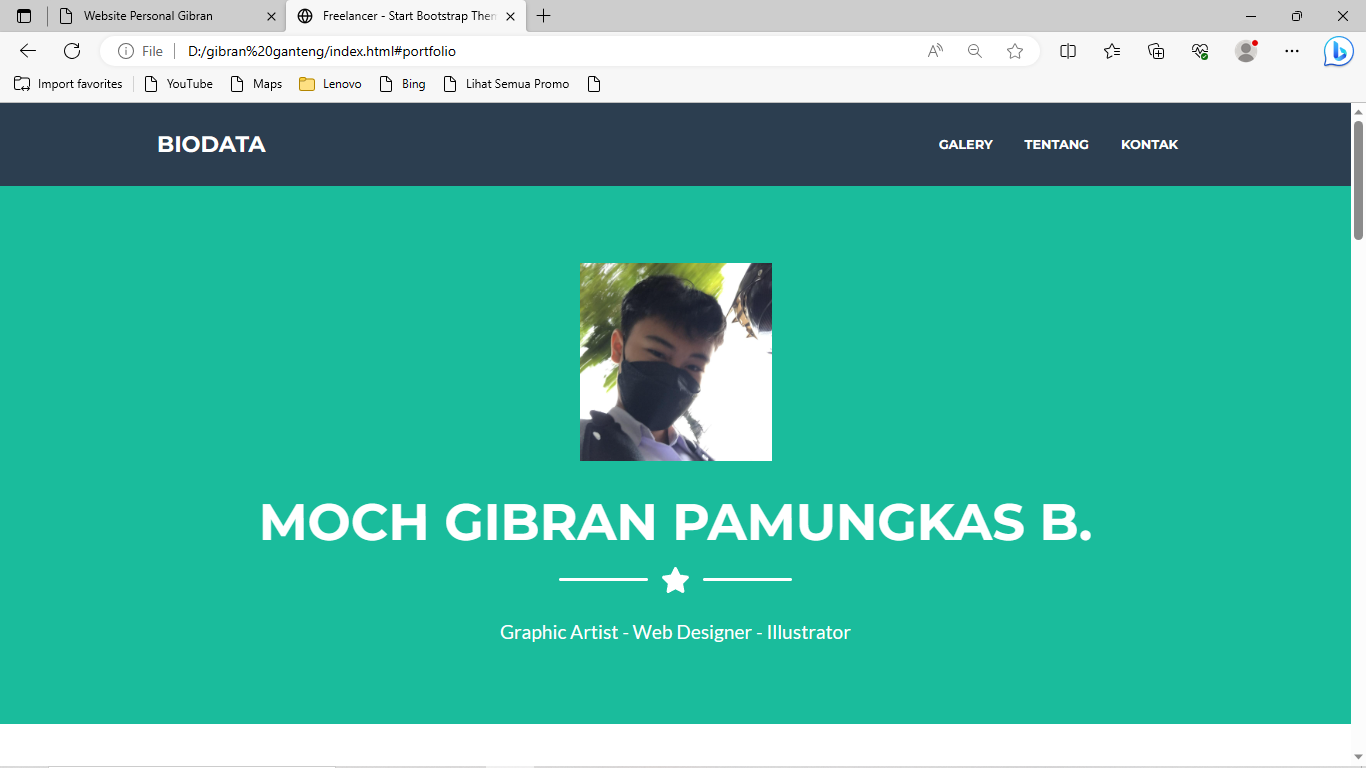 Website Personal Gibran
Freelancer - Start Bootstrap Them
File
D:/gibran%20ganteng/index.html#portfolio
Import favorites
YouTube
Maps
Lenovo
Bing
Lihat Semua Promo
BIODATA
GALERY
TENTANG
KONTAK
MOCH GIBRAN PAMUNGKAS B.
Graphic Artist - Web Designer - Illustrator